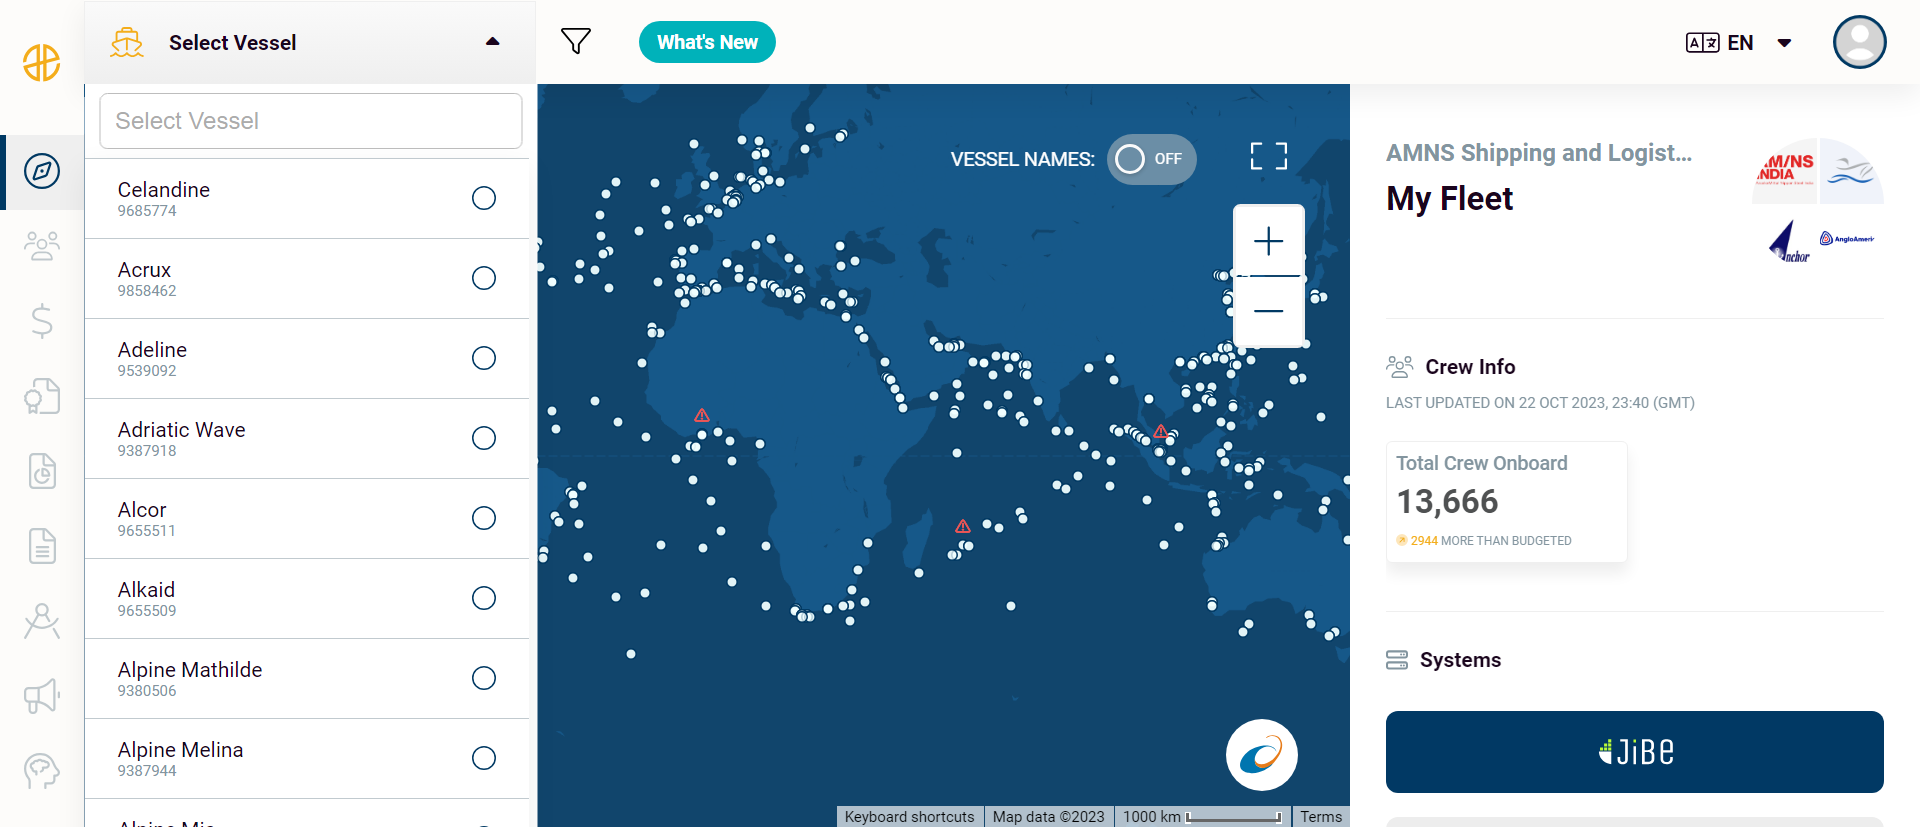 Select Vessel
What's New
EN
Select Vessel
Celandine
9685774
Acrux
9858462
Adeline
9539092
Adriatic Wave
9387918
Alcor
9655511
Alkaid
9655509
Alpine Mathilde
9380506
Alpine Melina
9387944
VESSEL NAMES:
OFF
Keyboard shortcuts
Map data ©2023
1000 km
Terms
AMNS Shipping and Logist...
My Fleet
AM/NS
INDIA
nchor
AngloAmeri
Crew Info
LAST UPDATED ON 22 OCT 2023, 23:40 (GMT)
Total Crew Onboard
13,666
2944 MORE THAN BUDGETED
Systems
JiBE